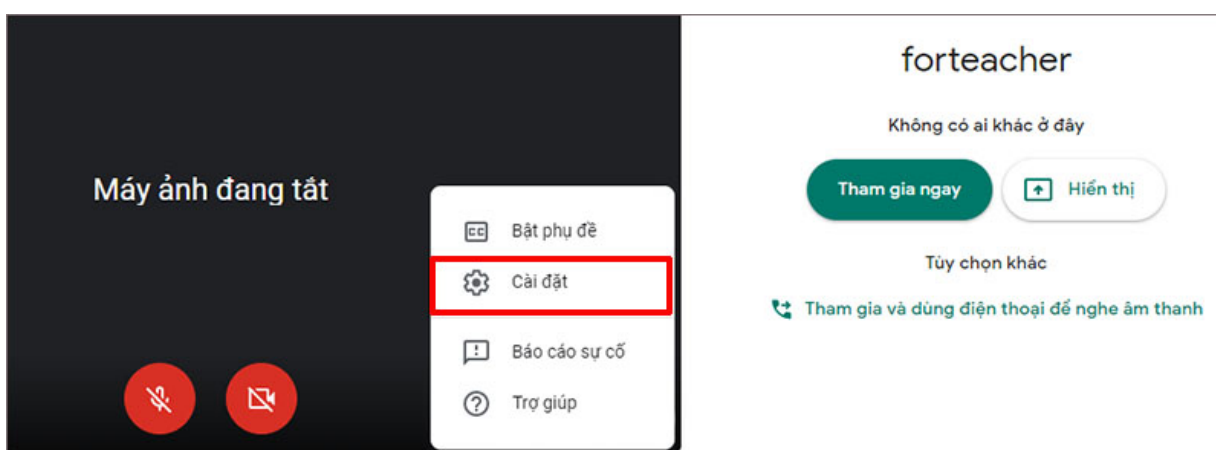 Máy ảnh đang tắt
CC Bật phụ đề
Cài đặt
Báo cáo sự cố
Trợ giúp
forteacher
Không có ai khác ở đây
Tham gia ngay
Hiển thị
Tùy chọn khác
Tham gia và dùng điện thoại để nghe âm thanh